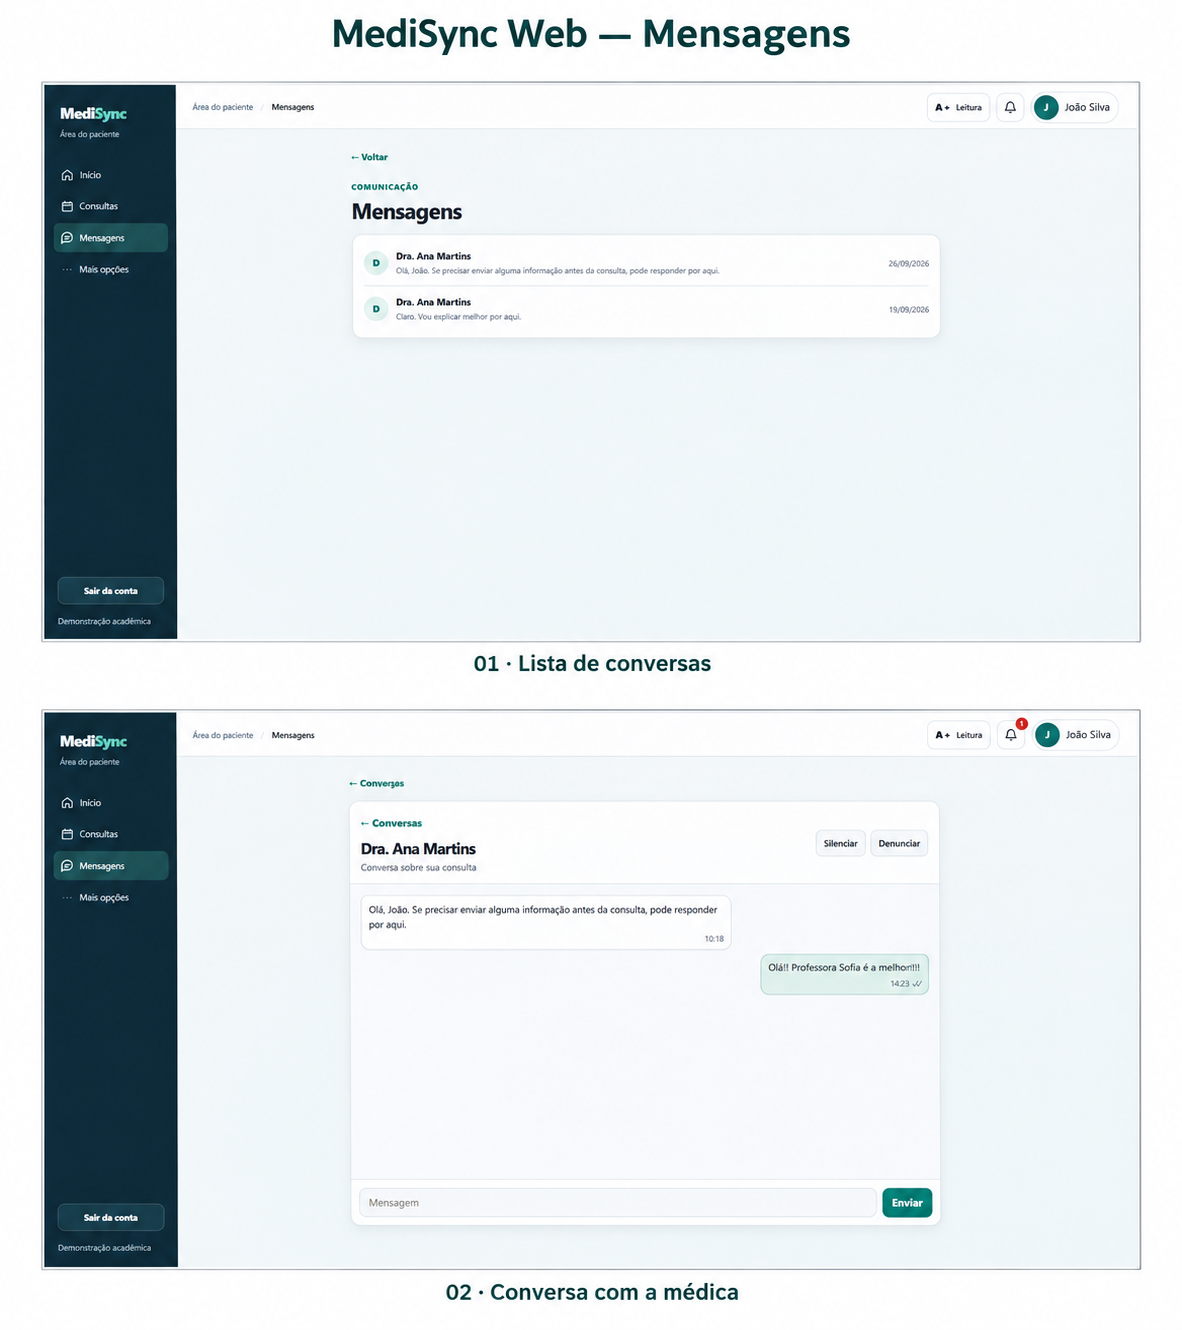 MediSync Web — Mensagens
MediSync
Área do paciente
Início
Consultas
Mensagens
Mais opções
Sair da conta
Demonstração acadêmica
Área do paciente / Mensagens
A+ Leitura
J João Silva
← Voltar
COMUNICAÇÃO
Mensagens
D
Dra. Ana Martins
Olá, João. Se precisar enviar alguma informação antes da consulta, pode responder por aqui.
26/09/2026
D
Dra. Ana Martins
Claro. Vou explicar melhor por aqui.
19/09/2026
01 · Lista de conversas
MediSync
Área do paciente
Início
Consultas
Mensagens
Mais opções
Sair da conta
Demonstração acadêmica
Área do paciente / Mensagens
A+ Leitura
1
J João Silva
← Conversas
← Conversas
Dra. Ana Martins
Conversa sobre sua consulta
Silenciar
Denunciar
Olá, João. Se precisar enviar alguma informação antes da consulta, pode responder
por aqui.
10:18
Olá!! Professora Sofia é a melhor!!!!
14:23
Mensagem
Enviar
02 · Conversa com a médica